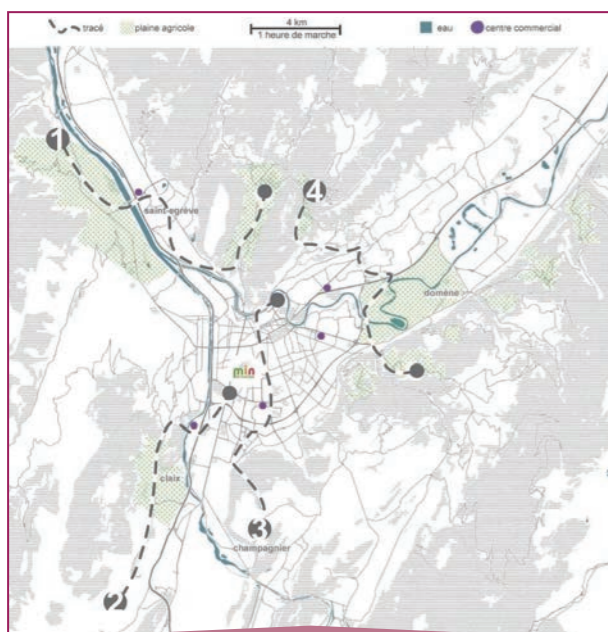 tracé
plaine agricole
4 km
1 heure de marche
eau
centre commercial
1
4
saint-egrève
domène
min
claix
3
champagnier
2